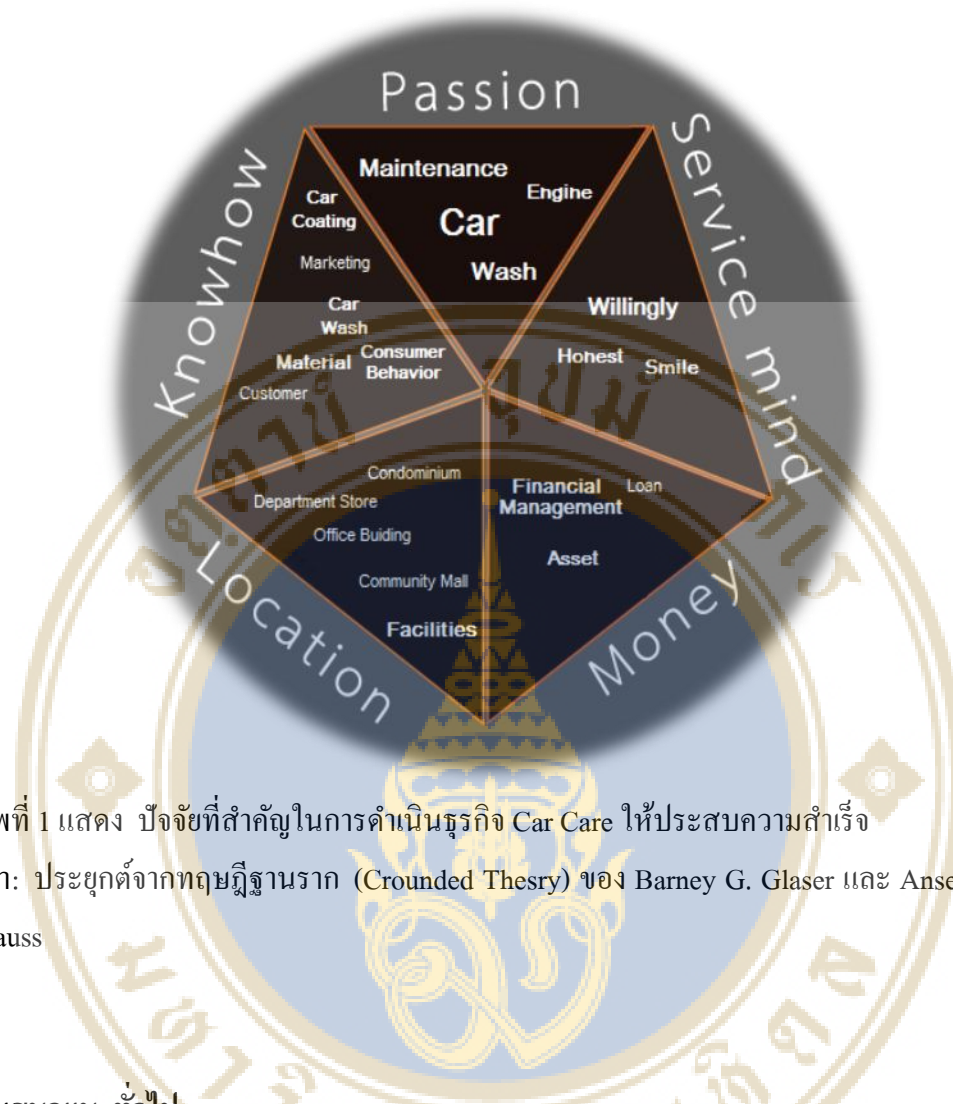 Passion
Knowhow
Service mind
Location
Money
Maintenance
Engine
Car
Wash
Car
Coating
Marketing
Car
Wash
Material
Consumer
Behavior
Customer
Willingly
Honest
Smile
Condominium
Department Store
Office Buiding
Community Mall
Facilities
Financial
Management
Loan
Asset
พที่ 1 แสดง ปัจจัยที่สำคัญในการดำเนินธุรกิจ Car Care ให้ประสบความสำเร็จ
า: ประยุกต์จากทฤษฎีฐานราก (Crounded Thesry) ของ Barney G. Glaser และ Anse
auss
ทั่วไป